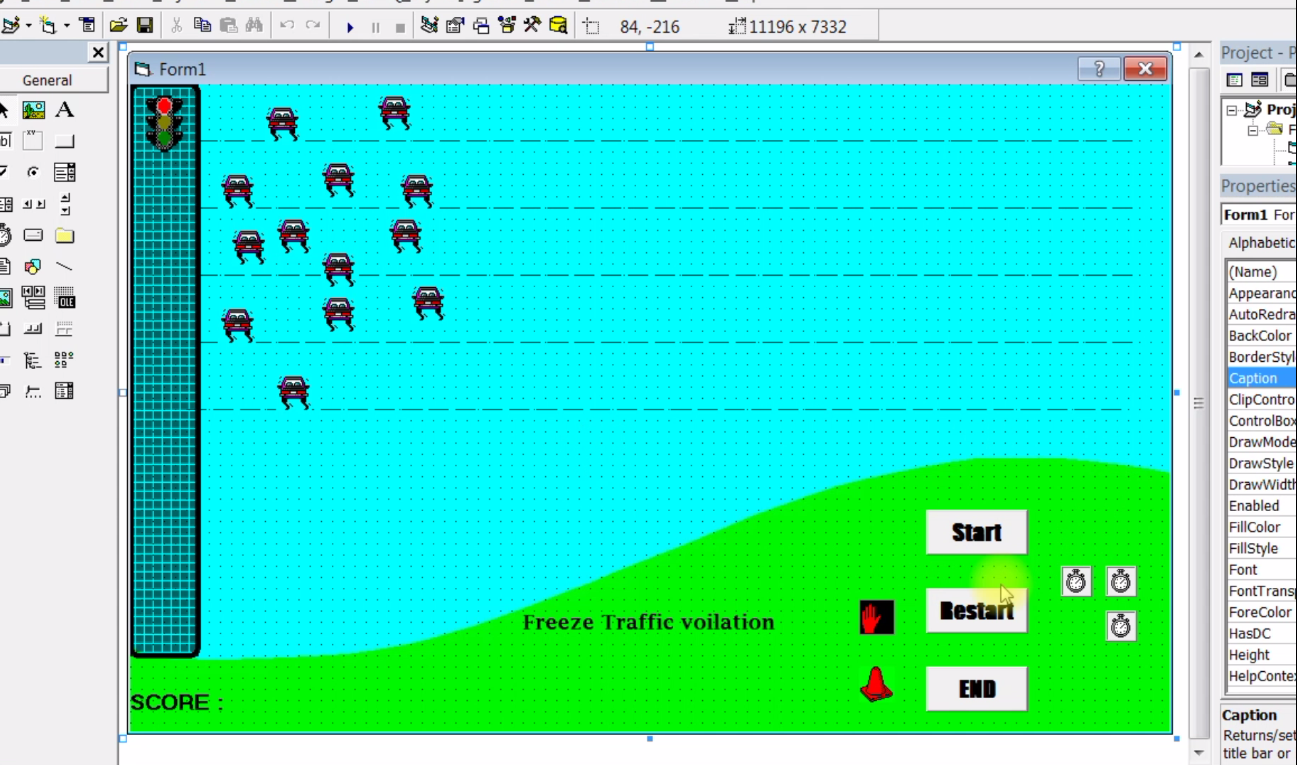 84, -216
11196 x 7332
Form1
?
General
A
XY
OLE
Start
Restart
END
Freeze Traffic voilation
SCORE :
Project - P
Proj
F
Properties
Form1 For
Alphabetic
(Name)
Appearanc
AutoRedra
BackColor
BorderStyl
Caption
ClipContro
ControlBox
DrawMode
DrawStyle
DrawWidth
Enabled
FillColor
FillStyle
Font
FontTransp
ForeColor
HasDC
Height
HelpContex
Caption
Returns/set
title bar or